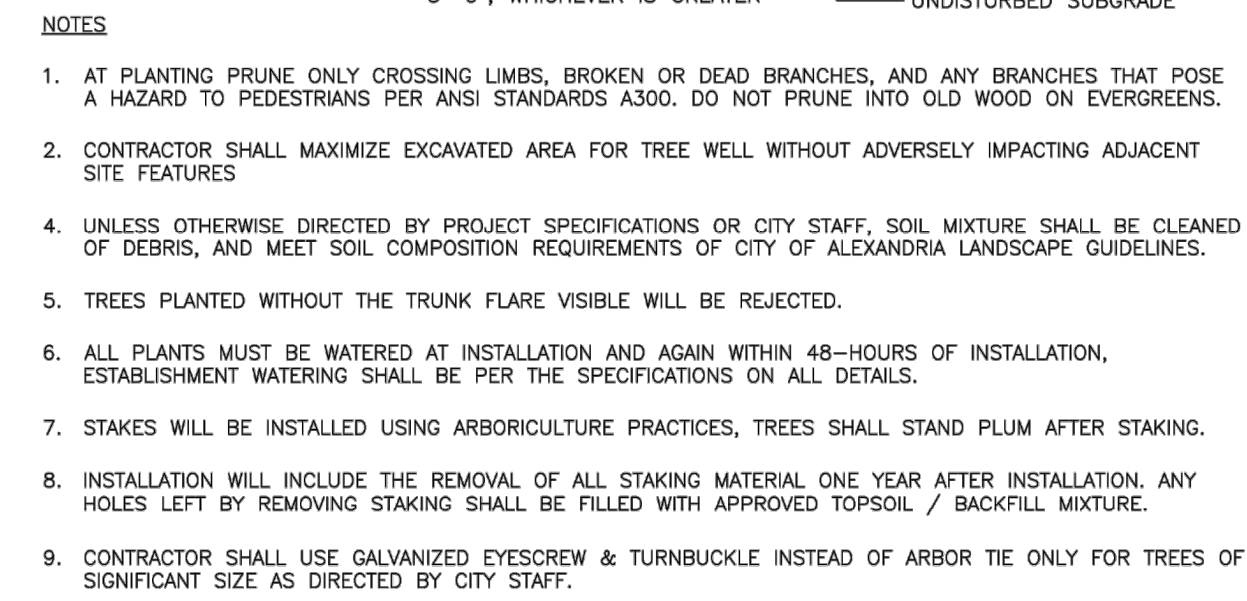 WHICHEVER IS GREATER
UNDISTURBED SUBGRADE
NOTES
1. AT PLANTING PRUNE ONLY CROSSING LIMBS, BROKEN OR DEAD BRANCHES, AND ANY BRANCHES THAT POSE
A HAZARD TO PEDESTRIANS PER ANSI STANDARDS A300. DO NOT PRUNE INTO OLD WOOD ON EVERGREENS.
2. CONTRACTOR SHALL MAXIMIZE EXCAVATED AREA FOR TREE WELL WITHOUT ADVERSELY IMPACTING ADJACENT
SITE FEATURES
4. UNLESS OTHERWISE DIRECTED BY PROJECT SPECIFICATIONS OR CITY STAFF, SOIL MIXTURE SHALL BE CLEANED
OF DEBRIS, AND MEET SOIL COMPOSITION REQUIREMENTS OF CITY OF ALEXANDRIA LANDSCAPE GUIDELINES.
5. TREES PLANTED WITHOUT THE TRUNK FLARE VISIBLE WILL BE REJECTED.
6. ALL PLANTS MUST BE WATERED AT INSTALLATION AND AGAIN WITHIN 48-HOURS OF INSTALLATION,
ESTABLISHMENT WATERING SHALL BE PER THE SPECIFICATIONS ON ALL DETAILS.
7. STAKES WILL BE INSTALLED USING ARBORICULTURE PRACTICES, TREES SHALL STAND PLUM AFTER STAKING.
8. INSTALLATION WILL INCLUDE THE REMOVAL OF ALL STAKING MATERIAL ONE YEAR AFTER INSTALLATION. ANY
HOLES LEFT BY REMOVING STAKING SHALL BE FILLED WITH APPROVED TOPSOIL / BACKFILL MIXTURE.
9. CONTRACTOR SHALL USE GALVANIZED EYESCREW & TURNBUCKLE INSTEAD OF ARBOR TIE ONLY FOR TREES OF
SIGNIFICANT SIZE AS DIRECTED BY CITY STAFF.